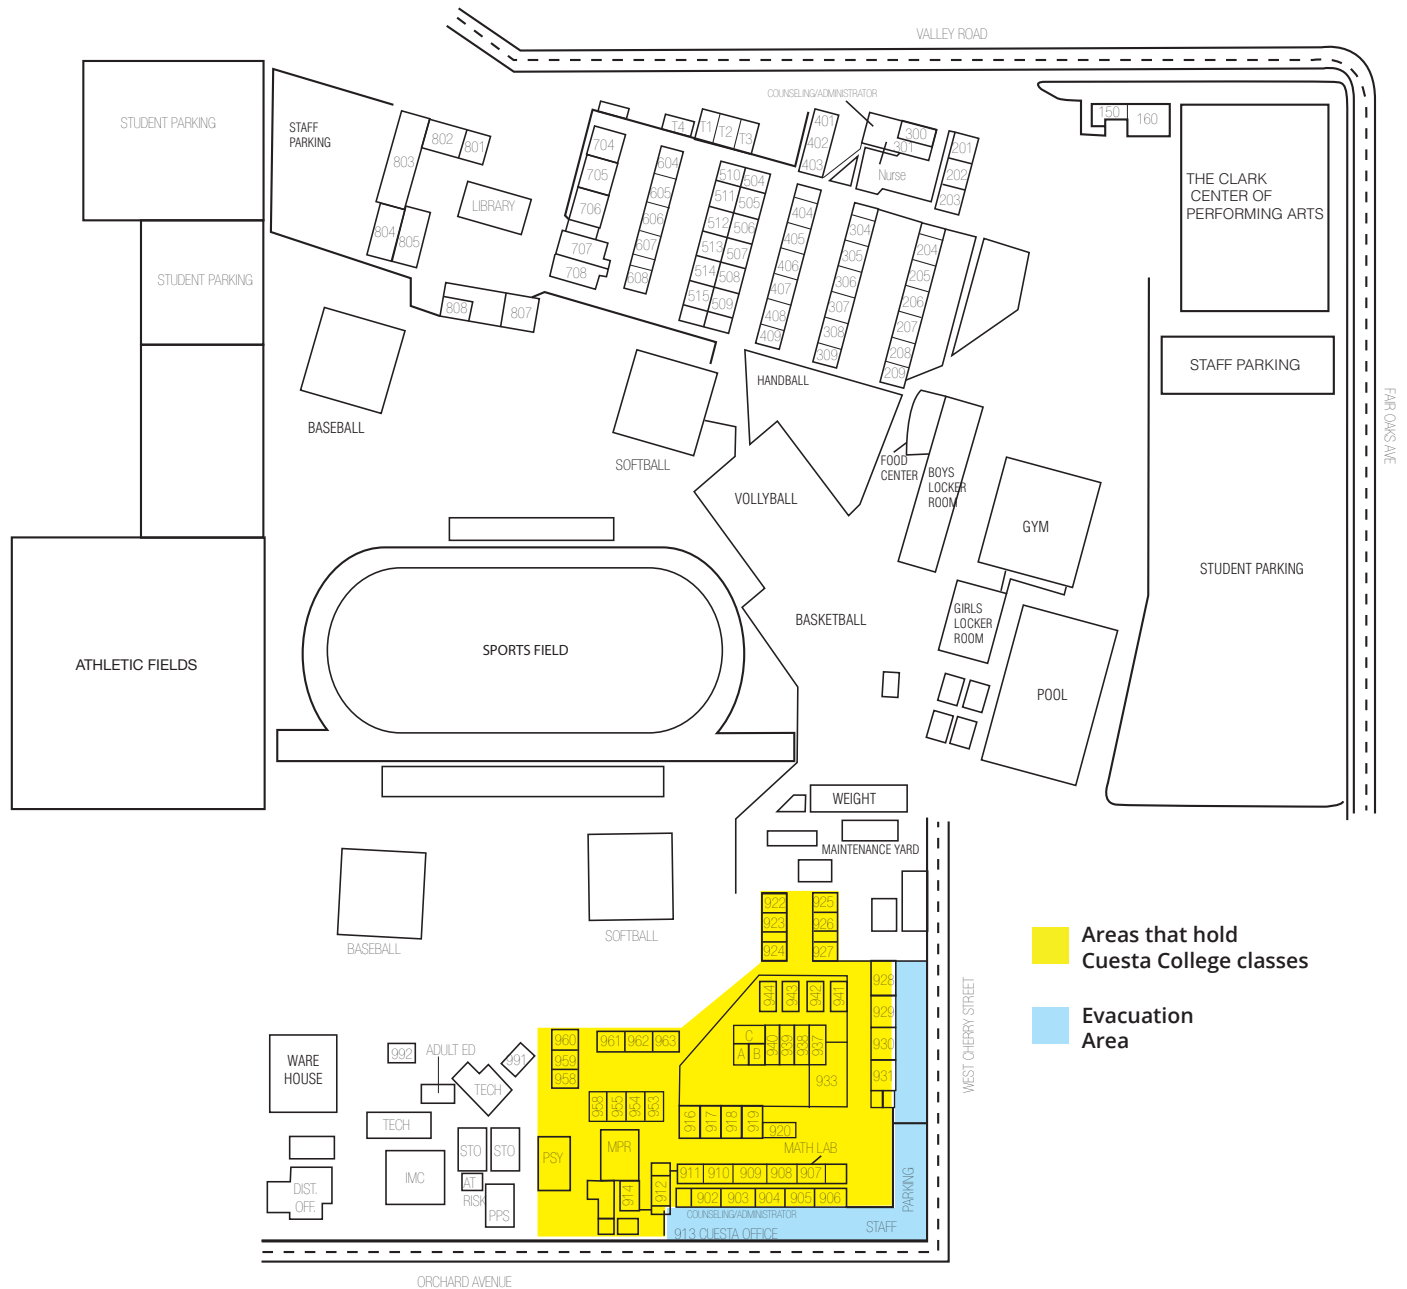 VALLEY ROAD
COUNSELING/ADMINISTRATOR
STUDENT PARKING
STAFF
PARKING
802
801
803
804
805
LIBRARY
808
807
704
705
706
707
708
T4
T1
T2
T3
604
605
606
607
608
510
504
511
505
512
506
513
507
514
508
515
509
401
402
403
404
405
406
407
408
409
300
301
Nurse
304
305
306
307
308
309
201
202
203
204
205
206
207
208
209
150
160
THE CLARK
CENTER OF
PERFORMING ARTS
STAFF PARKING
FAIR OAKS AVE
STUDENT PARKING
STUDENT PARKING
BASEBALL
SOFTBALL
HANDBALL
VOLLYBALL
FOOD
CENTER
BOYS
LOCKER
ROOM
GYM
GIRLS
LOCKER
ROOM
BASKETBALL
POOL
ATHLETIC FIELDS
SPORTS FIELD
WEIGHT
MAINTENANCE YARD
BASEBALL
SOFTBALL
922
923
924
925
926
927
928
929
930
931
944
943
942
941
C
A
B
940
939
938
937
933
WEST CHERRY STREET
Areas that hold
Cuesta College classes
Evacuation
Area
960
959
958
961
962
963
958
955
954
953
916
917
918
919
920
MATH LAB
911
910
909
908
907
902
903
904
905
906
COUNSELING/ADMINISTRATOR
913 CUESTA OFFICE
STAFF
PARKING
PSY
MPR
914
912
WARE
HOUSE
992
ADULT ED
991
TECH
TECH
STO
STO
IMC
AT
RISK
PPS
DIST.
OFF.
ORCHARD AVENUE